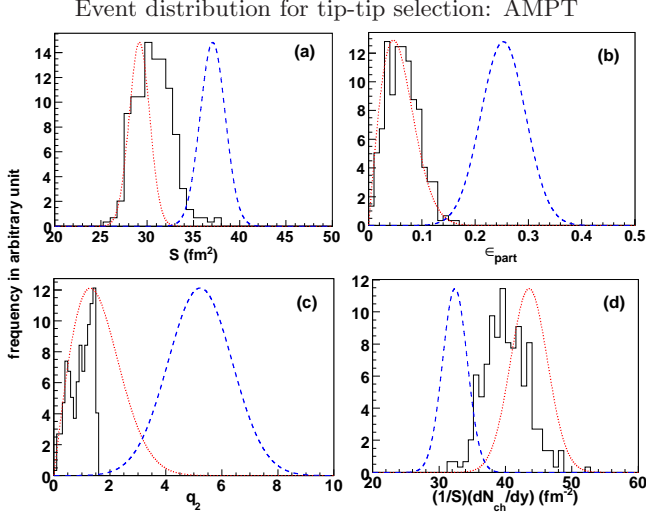 Event distribution for tip-tip selection: AMPT
frequency in arbitrary unit
(a)
14
12
10
8
6
4
2
0
20 25 30 35 40 45 50
S (fm²)
(b)
12
10
8
6
4
2
0
0 0.1 0.2 0.3 0.4 0.5
∈part
(c)
12
10
8
6
4
2
0
0 2 4 6 8 10
q₂
(d)
12
10
8
6
4
2
0
20 30 40 50 60
(1/S)(dNch/dy) (fm⁻²)